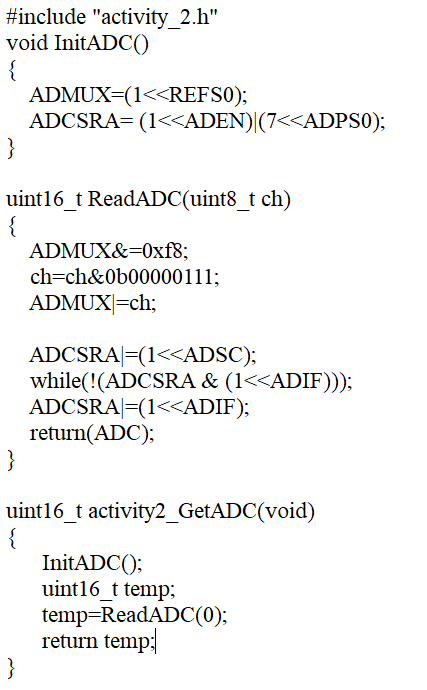 #include "activity_2.h"
void InitADC()
{
ADMUX=(1<<REFS0);
ADCSRA= (1<<ADEN)|(7<<ADPS0);
}
uint16_t ReadADC(uint8_t ch)
{
ADMUX&=0xf8;
ch=ch&0b00000111;
ADMUX|=ch;
ADCSRA|=(1<<ADSC);
while(!(ADCSRA & (1<<ADIF)));
ADCSRA|=(1<<ADIF);
return(ADC);
}
uint16_t activity2_GetADC(void)
{
InitADC();
uint16_t temp;
temp=ReadADC(0);
return temp;
}